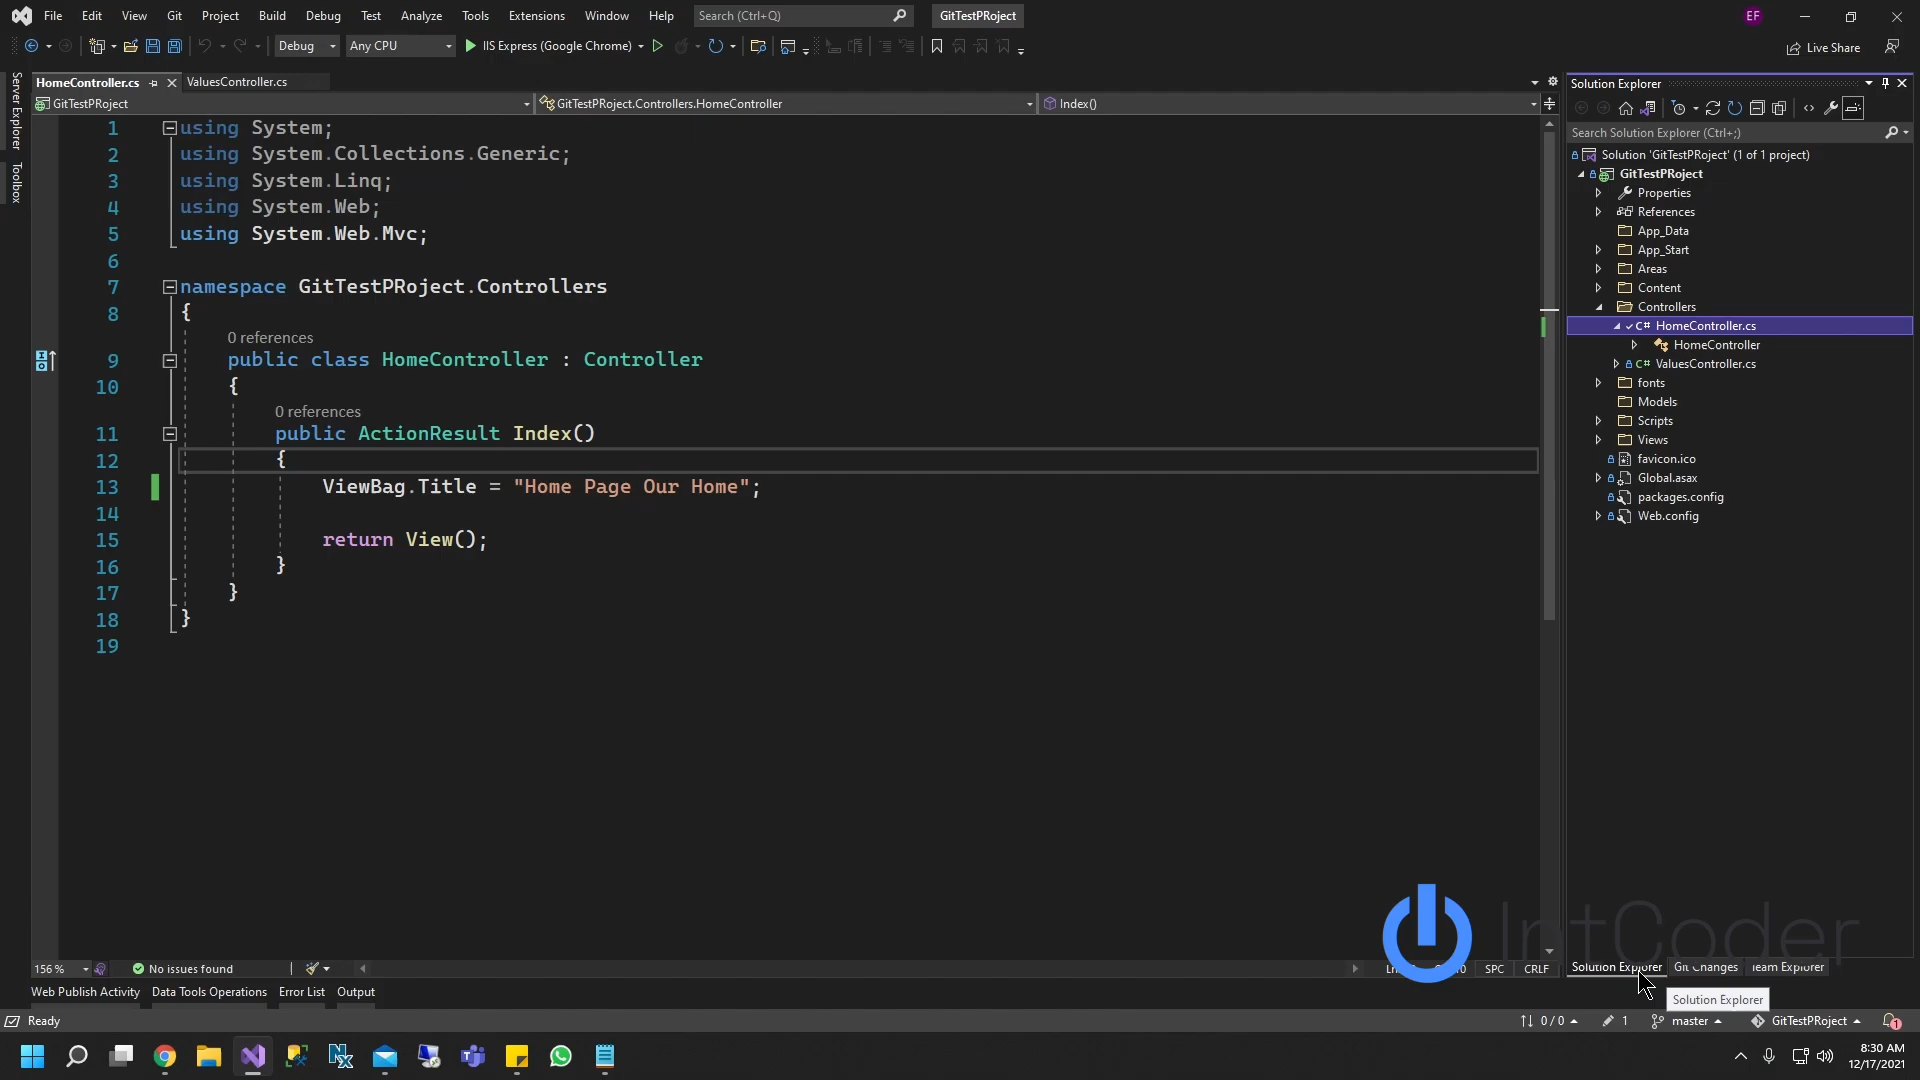 File Edit View Git Project Build Debug Test Analyze Tools Extensions Window Help Search (Ctrl+Q) GitTestPRoject EF
Debug Any CPU IIS Express (Google Chrome) Live Share
Server Explorer
Toolbox
HomeController.cs ValuesController.cs
GitTestPRoject GitTestPRoject.Controllers.HomeController Index()
1 using System;
2 using System.Collections.Generic;
3 using System.Linq;
4 using System.Web;
5 using System.Web.Mvc;
6
7 namespace GitTestPRoject.Controllers
8 {
0 references
9 public class HomeController : Controller
10 {
0 references
11 public ActionResult Index()
12 {
13 ViewBag.Title = "Home Page Our Home";
14
15 return View();
16 }
17 }
18 }
19
Solution Explorer
Search Solution Explorer (Ctrl+;)
Solution 'GitTestPRoject' (1 of 1 project)
GitTestPRoject
Properties
References
App_Data
App_Start
Areas
Content
Controllers
C# HomeController.cs
HomeController
C# ValuesController.cs
fonts
Models
Scripts
Views
favicon.ico
Global.asax
packages.config
Web.config
IntCoder
156 % No issues found SPC CRLF
Solution Explorer Git Changes Team Explorer
Solution Explorer
Web Publish Activity Data Tools Operations Error List Output
Ready 0 / 0 1 master GitTestPRoject 1
8:30 AM
12/17/2021